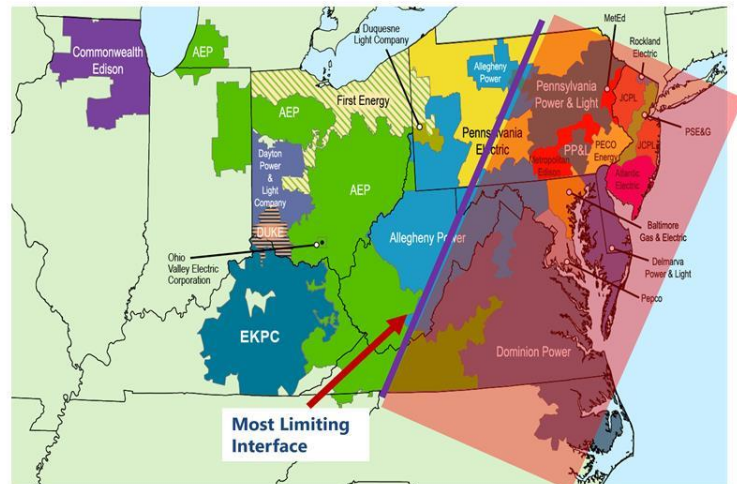 Commonwealth
Edison
AEP
Duquesne
Light Company
Allegheny
Power
MetEd
Rockland
Electric
First Energy
AEP
Pennsylvania
Power & Light
JCPL
Pennsylvania
Electric
PSE&G
Dayton
Power
&
Light
Company
AEP
PP&L
PECO
Energy
JCPL
Metropolitan
Edison
Atlantic
Electric
DUKE
Allegheny Power
Baltimore
Gas & Electric
Ohio
Valley Electric
Corporation
Delmarva
Power & Light
Pepco
EKPC
Dominion Power
Most Limiting
Interface